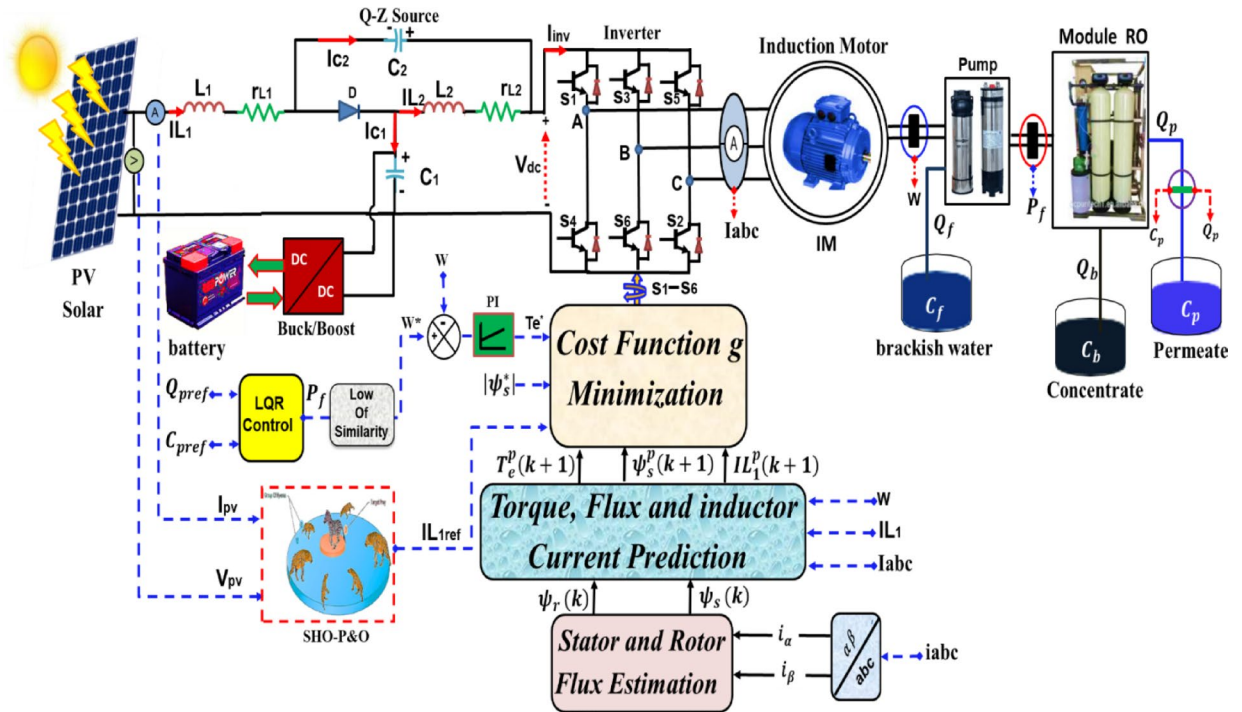 Q-Z Source
Ic2
C2
Iinv
Inverter
Induction Motor
Module RO
Pump
L1
rL1
D
IL2
L2
rL2
S1
S3
S5
A
IL1
Ic1
A
Qp
V
C1
Vdc
B
A
C
W
Pf
Cp
Qp
S4
S6
S2
Iabc
IM
Qf
Qb
PV
Solar
POWER
DC
DC
W
S1–S6
Cf
Cp
battery
Buck/Boost
W*
PI
Te*
Cost Function g
Minimization
brackish water
Cb
Permeate
Concentrate
Qpref
LQR
Control
Pf
Low
Of
Similarity
|ψs*|
Cpref
Te^p(k+1)
ψs^p(k+1)
IL1^p(k+1)
Ipv
IL1ref
Torque, Flux and inductor
Current Prediction
W
IL1
Iabc
Vpv
SHO-P&O
ψr(k)
ψs(k)
Stator and Rotor
Flux Estimation
iα
iβ
αβ
abc
iabc